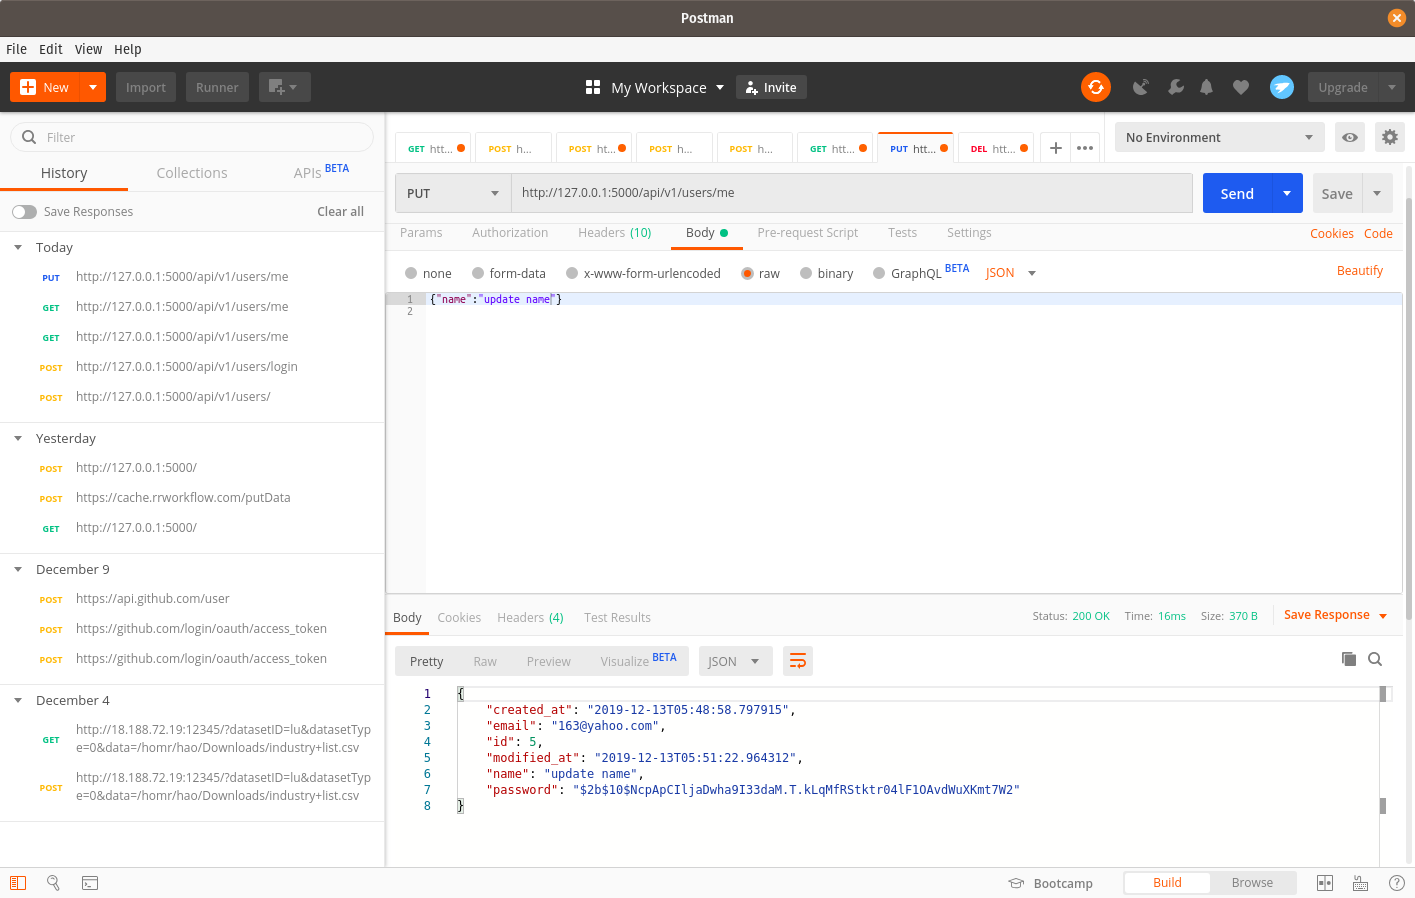 Postman
File Edit View Help
New Import Runner My Workspace Invite Upgrade
Filter
History Collections APIs BETA
Save Responses Clear all
Today
PUT http://127.0.0.1:5000/api/v1/users/me
GET http://127.0.0.1:5000/api/v1/users/me
GET http://127.0.0.1:5000/api/v1/users/me
POST http://127.0.0.1:5000/api/v1/users/login
POST http://127.0.0.1:5000/api/v1/users/
Yesterday
POST http://127.0.0.1:5000/
POST https://cache.rrworkflow.com/putData
GET http://127.0.0.1:5000/
December 9
POST https://api.github.com/user
POST https://github.com/login/oauth/access_token
POST https://github.com/login/oauth/access_token
December 4
GET http://18.188.72.19:12345/?datasetID=lu&datasetTyp
e=0&data=/homr/hao/Downloads/industry+list.csv
POST http://18.188.72.19:12345/?datasetID=lu&datasetTyp
e=0&data=/homr/hao/Downloads/industry+list.csv
GET htt... POST h... POST ht... POST h... POST h... GET htt... PUT htt... DEL htt... + ••• No Environment
PUT http://127.0.0.1:5000/api/v1/users/me Send Save
Params Authorization Headers (10) Body Pre-request Script Tests Settings Cookies Code
none form-data x-www-form-urlencoded raw binary GraphQL BETA JSON Beautify
1 {"name":"update name"}
2
Body Cookies Headers (4) Test Results Status: 200 OK Time: 16ms Size: 370 B Save Response
Pretty Raw Preview Visualize BETA JSON
1 {
2 "created_at": "2019-12-13T05:48:58.797915",
3 "email": "163@yahoo.com",
4 "id": 5,
5 "modified_at": "2019-12-13T05:51:22.964312",
6 "name": "update name",
7 "password": "$2b$10$NcpApCIljaDwha9I33daM.T.kLqMfRStktr04lF1OAvdWuXKmt7W2"
8 }
Bootcamp Build Browse ?